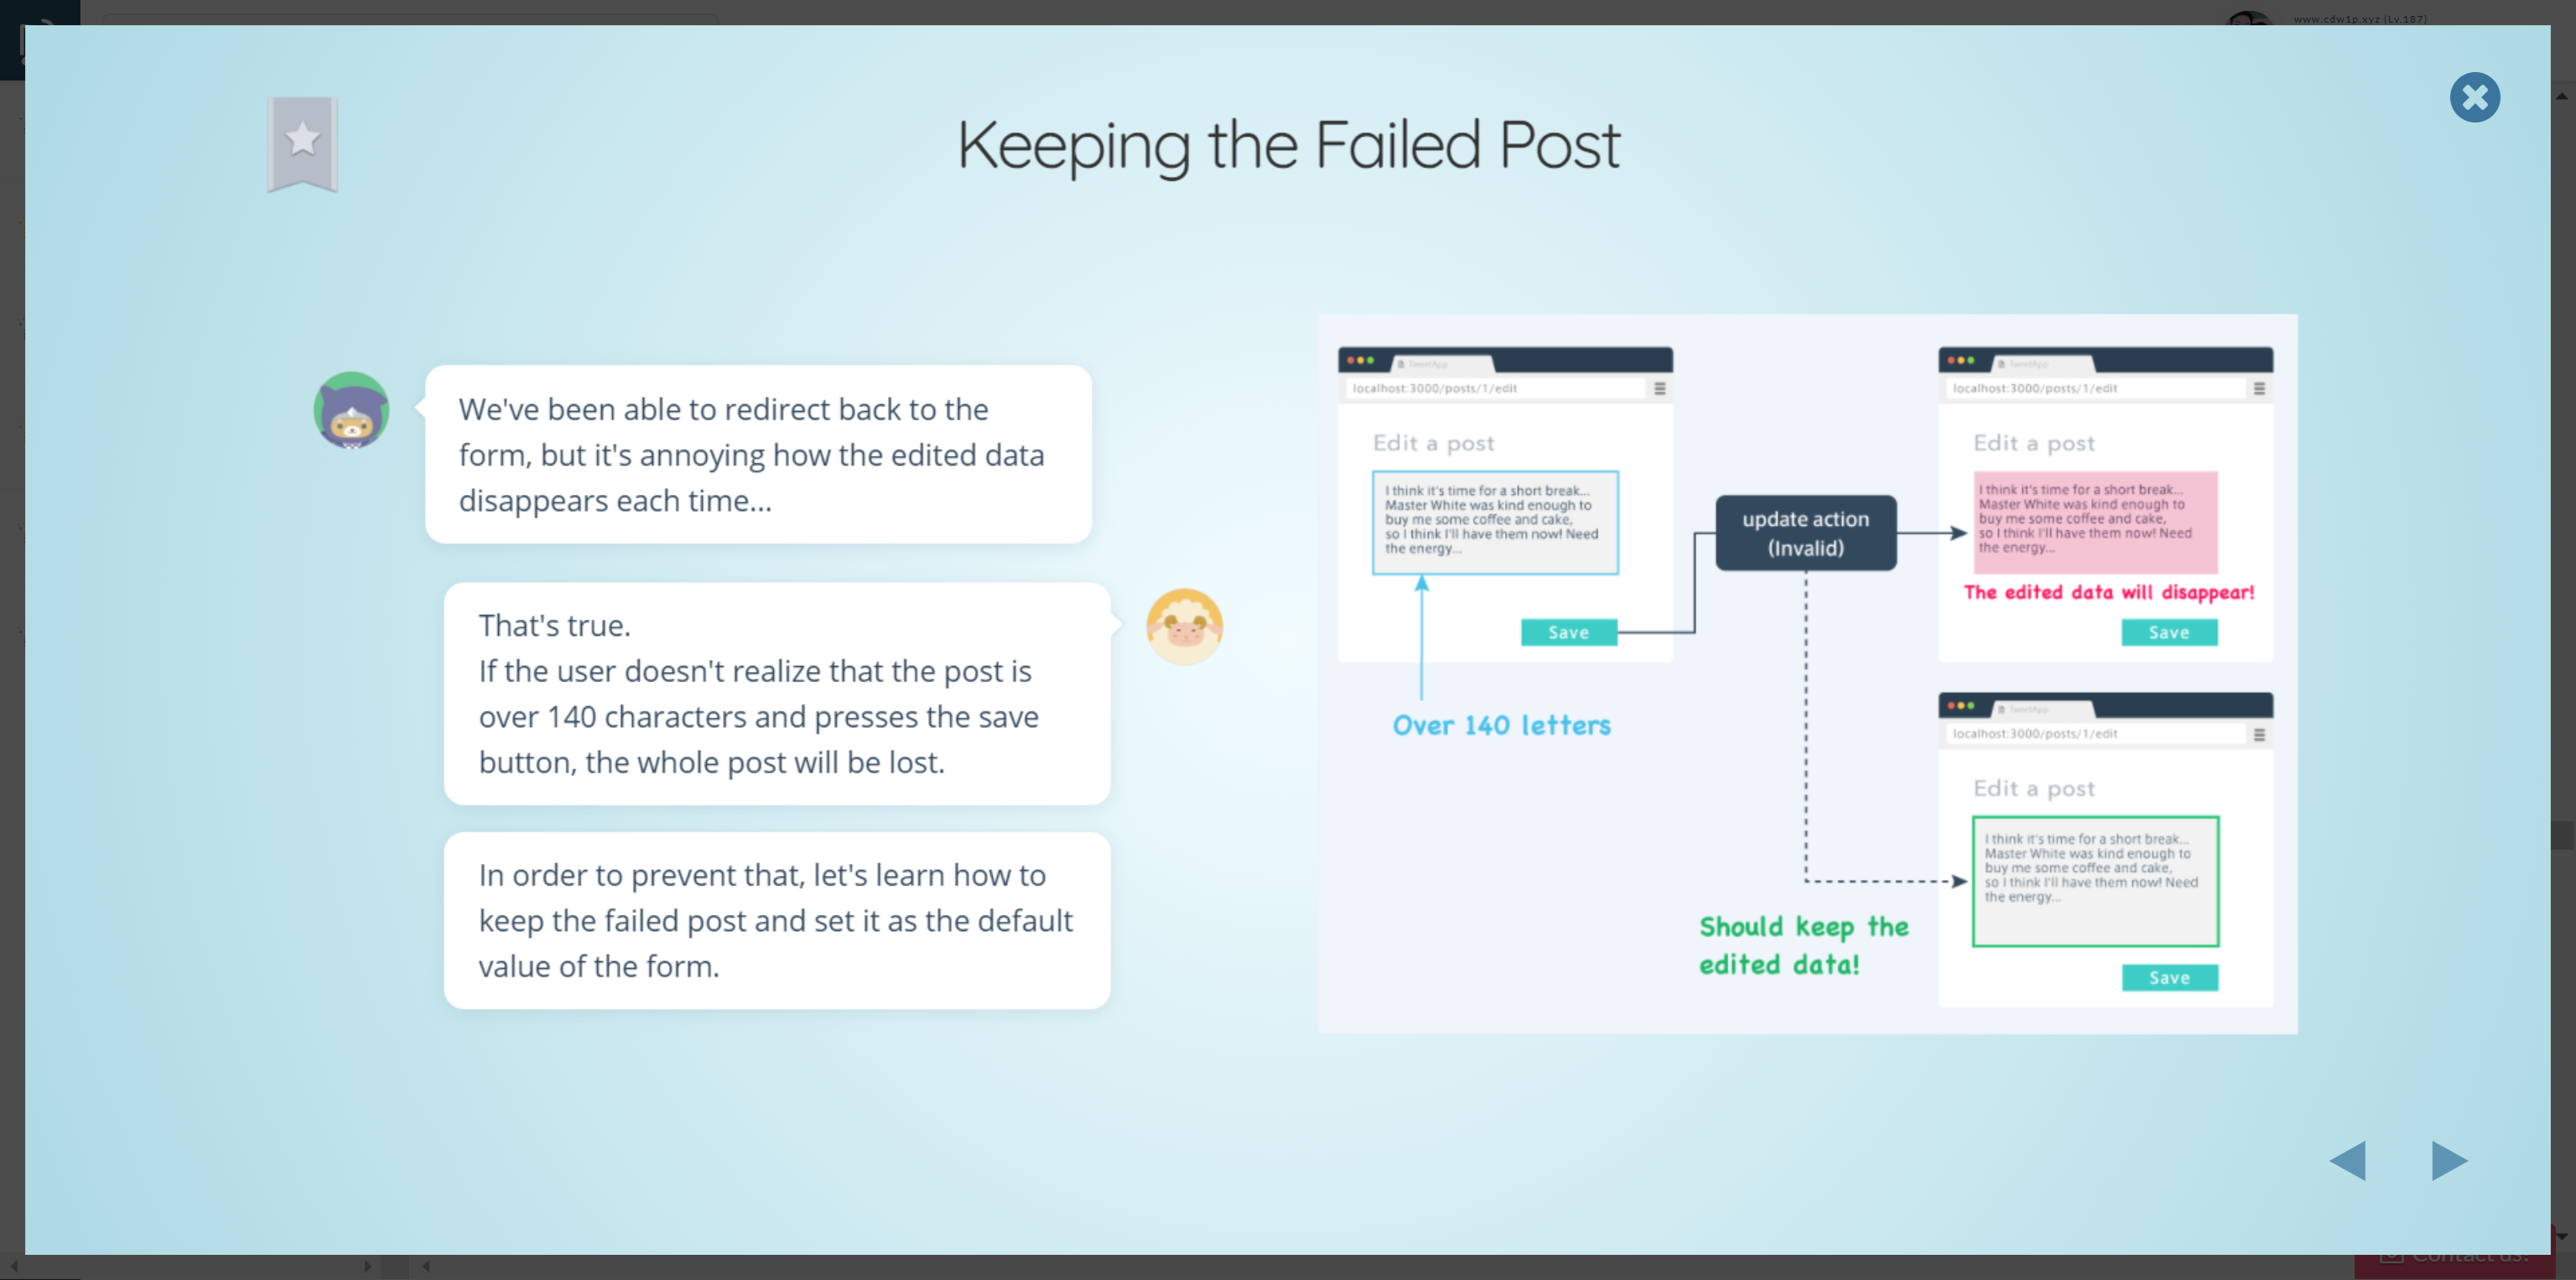 www.cdw1p.xyz (Lv.187)
Keeping the Failed Post
We've been able to redirect back to the
form, but it's annoying how the edited data
disappears each time...
That's true.
If the user doesn't realize that the post is
over 140 characters and presses the save
button, the whole post will be lost.
In order to prevent that, let's learn how to
keep the failed post and set it as the default
value of the form.
TweetApp
localhost:3000/posts/1/edit
Edit a post
I think it's time for a short break...
Master White was kind enough to
buy me some coffee and cake,
so I think I'll have them now! Need
the energy...
Save
Over 140 letters
update action
(Invalid)
TweetApp
localhost:3000/posts/1/edit
Edit a post
I think it's time for a short break...
Master White was kind enough to
buy me some coffee and cake,
so I think I'll have them now! Need
the energy...
The edited data will disappear!
Save
TweetApp
localhost:3000/posts/1/edit
Edit a post
I think it's time for a short break...
Master White was kind enough to
buy me some coffee and cake,
so I think I'll have them now! Need
the energy...
Save
Should keep the
edited data!
Contact us!